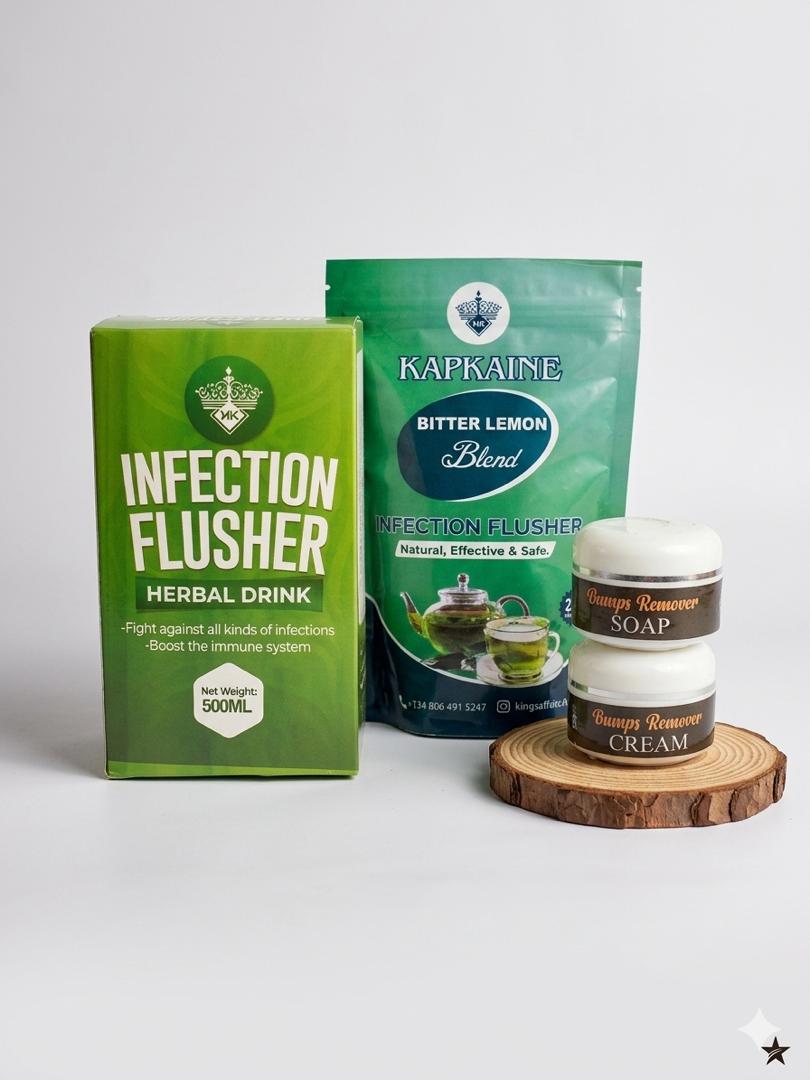 INFECTION
FLUSHER
HERBAL DRINK
-Fight against all kinds of infections
-Boost the immune system
Net Weight:
500ML
KAPKAINE
BITTER LEMON
Blend
INFECTION FLUSHER
Natural, Effective & Safe.
T34 806 491 5247
Bumps Remover
SOAP
Bumps Remover
CREAM